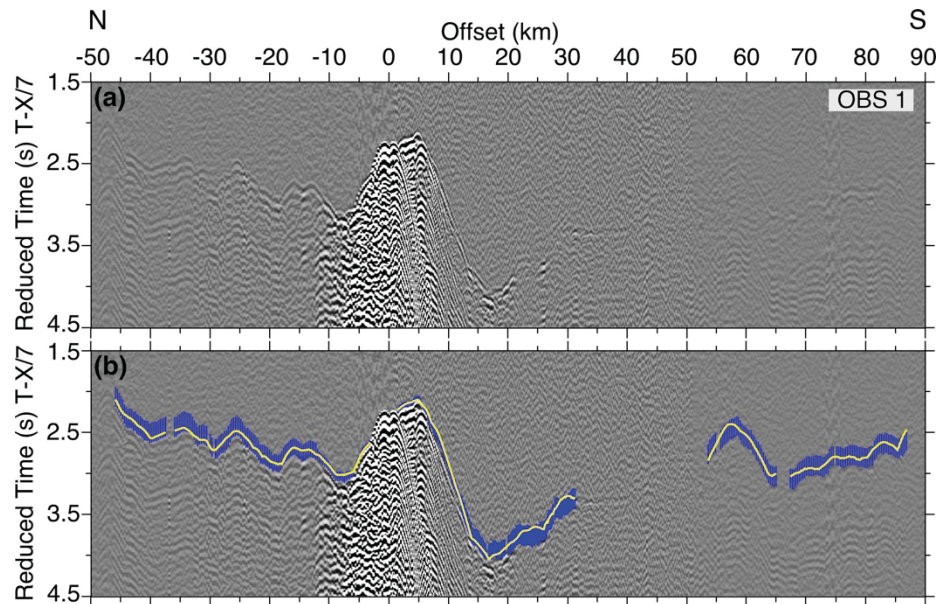 N S
Offset (km)
-50 -40 -30 -20 -10 0 10 20 30 40 50 60 70 80 90
Reduced Time (s) T-X/7
1.5
2.5
3.5
4.5
(a)
OBS 1
Reduced Time (s) T-X/7
1.5
2.5
3.5
4.5
(b)